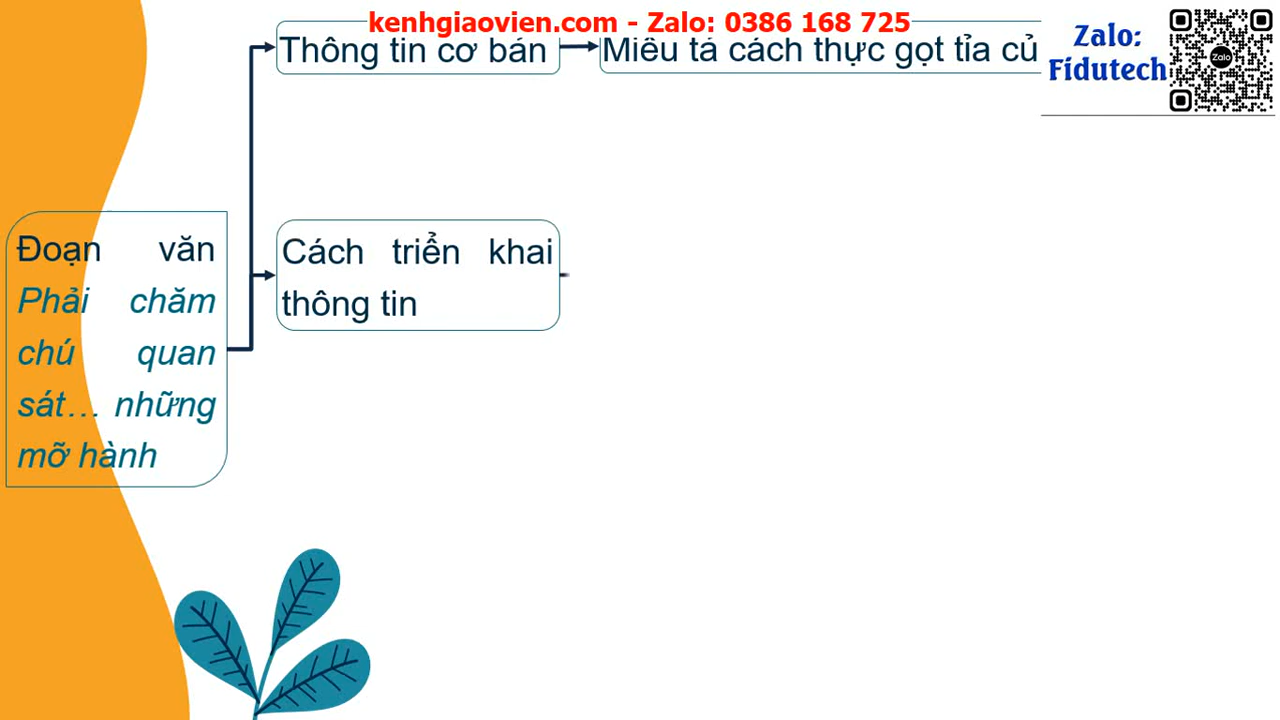 kenhgiaovien.com - Zalo: 0386 168 725
Thông tin cơ bản
Miêu tả cách thực gọt tỉa củ
Zalo:
Fidutech
Zalo
Đoạn văn
Phải chăm
chú quan
sát... những
mỡ hành
Cách triển khai
thông tin